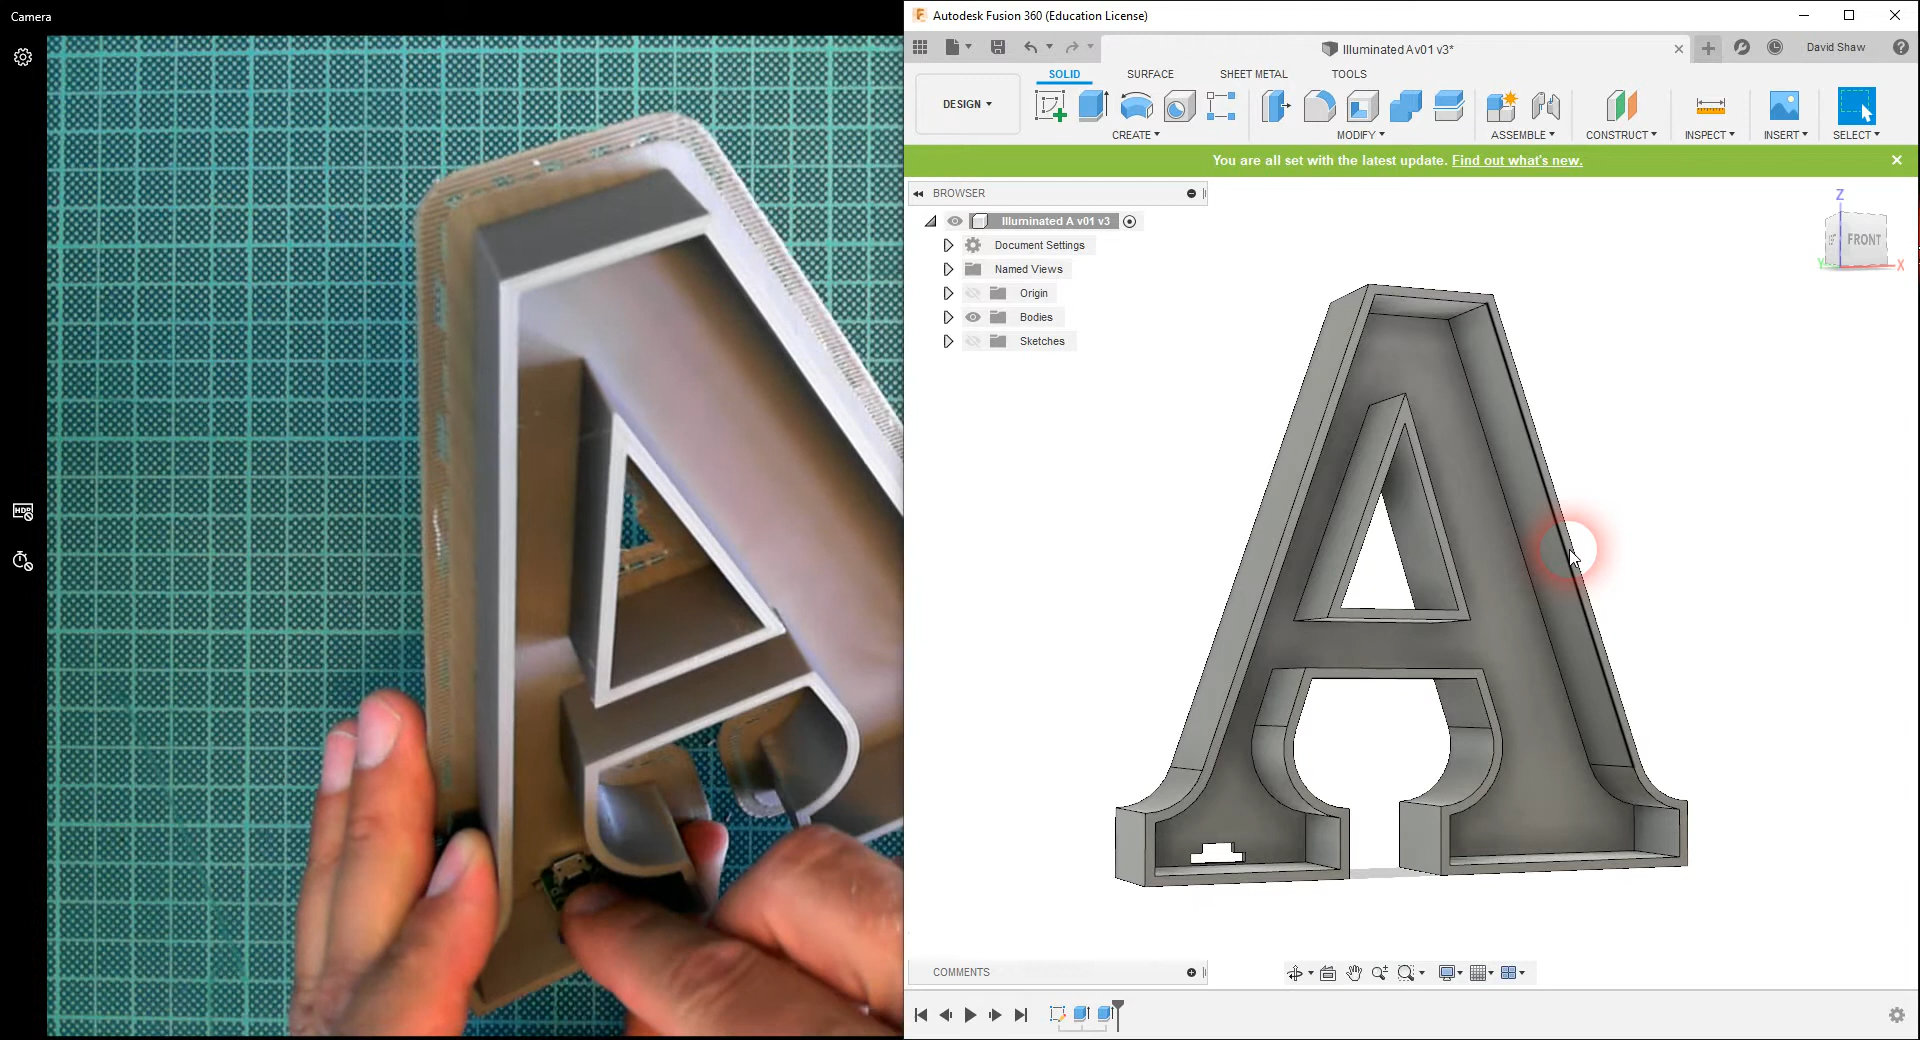 Camera
HDR
Autodesk Fusion 360 (Education License)
Illuminated A v01 v3*
David Shaw
DESIGN
SOLID
SURFACE
SHEET METAL
TOOLS
CREATE
MODIFY
ASSEMBLE
CONSTRUCT
INSPECT
INSERT
SELECT
You are all set with the latest update. Find out what's new.
BROWSER
Illuminated A v01 v3
Document Settings
Named Views
Origin
Bodies
Sketches
Z
FRONT
Y
X
COMMENTS